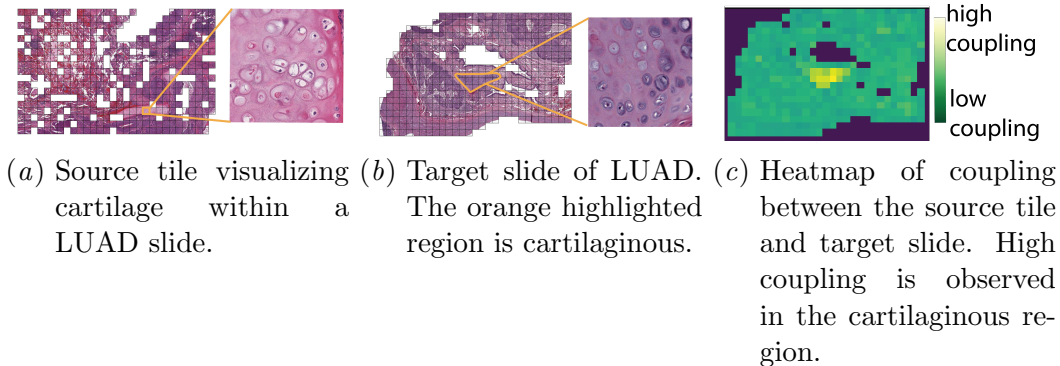 high
coupling
low
coupling
(a) Source tile visualizing
cartilage within a
LUAD slide.
(b) Target slide of LUAD.
The orange highlighted
region is cartilaginous.
(c) Heatmap of coupling
between the source tile
and target slide. High
coupling is observed
in the cartilaginous re-
gion.